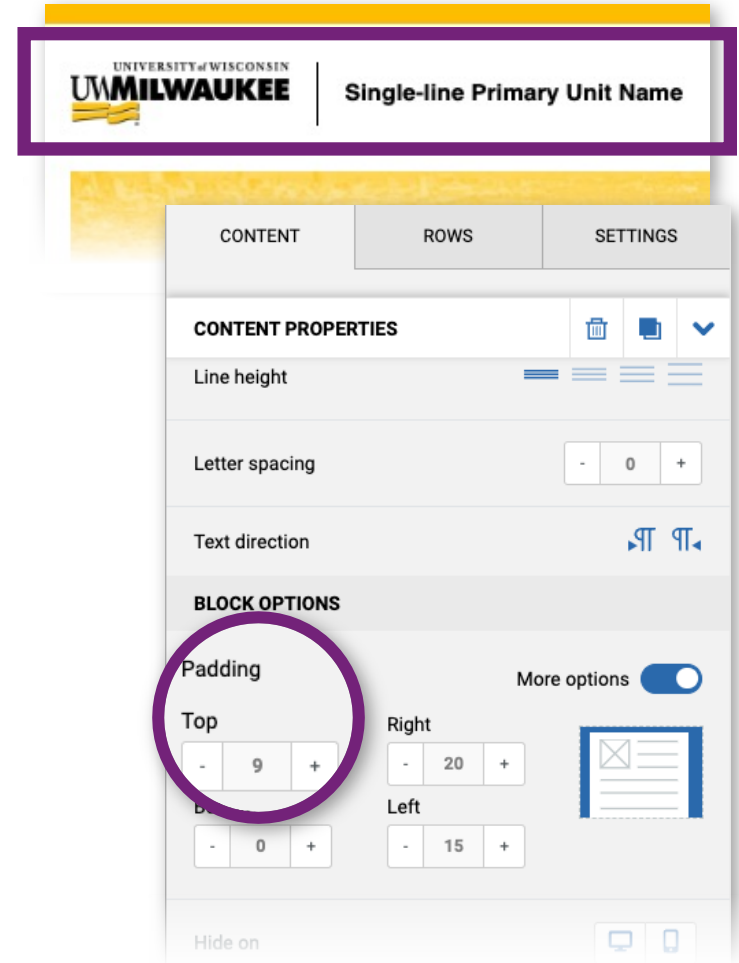 UNIVERSITY of WISCONSIN
UWMILWAUKEE
Single-line Primary Unit Name
CONTENT ROWS SETTINGS
CONTENT PROPERTIES
Line height
Letter spacing - 0 +
Text direction
BLOCK OPTIONS
Padding More options
Top Right
- 9 + - 20 +
Left
- 0 + - 15 +
Hide on